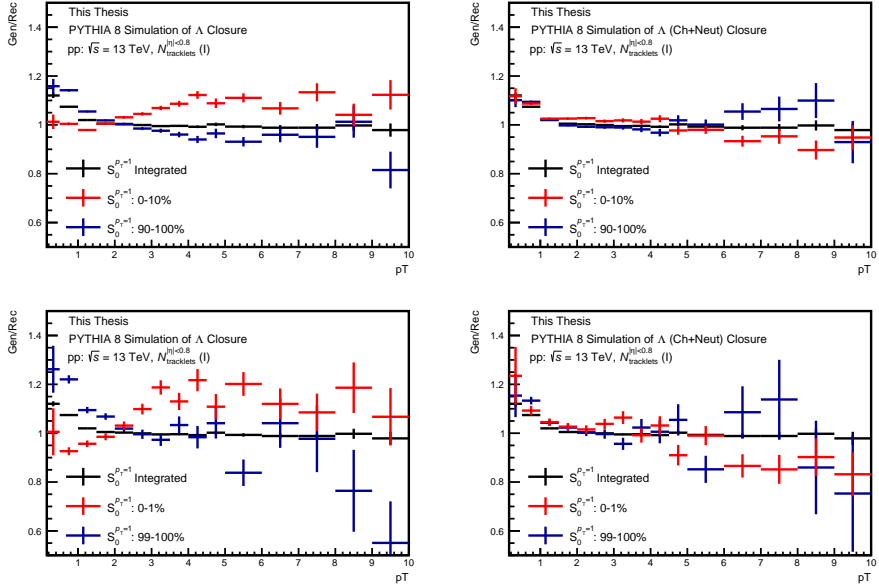 This Thesis
PYTHIA 8 Simulation of Λ Closure
pp: √s = 13 TeV, N_tracklets^|η|<0.8 (I)
Gen/Rec
1.4
1.2
1
0.8
0.6
S_0^{p_T=1} Integrated
S_0^{p_T=1}: 0-10%
S_0^{p_T=1}: 90-100%
1 2 3 4 5 6 7 8 9 10
pT
This Thesis
PYTHIA 8 Simulation of Λ (Ch+Neut) Closure
pp: √s = 13 TeV, N_tracklets^|η|<0.8 (I)
Gen/Rec
1.4
1.2
1
0.8
0.6
S_0^{p_T=1} Integrated
S_0^{p_T=1}: 0-10%
S_0^{p_T=1}: 90-100%
1 2 3 4 5 6 7 8 9 10
pT
This Thesis
PYTHIA 8 Simulation of Λ Closure
pp: √s = 13 TeV, N_tracklets^|η|<0.8 (I)
Gen/Rec
1.4
1.2
1
0.8
0.6
S_0^{p_T=1} Integrated
S_0^{p_T=1}: 0-1%
S_0^{p_T=1}: 99-100%
1 2 3 4 5 6 7 8 9 10
pT
This Thesis
PYTHIA 8 Simulation of Λ (Ch+Neut) Closure
pp: √s = 13 TeV, N_tracklets^|η|<0.8 (I)
Gen/Rec
1.4
1.2
1
0.8
0.6
S_0^{p_T=1} Integrated
S_0^{p_T=1}: 0-1%
S_0^{p_T=1}: 99-100%
1 2 3 4 5 6 7 8 9 10
pT